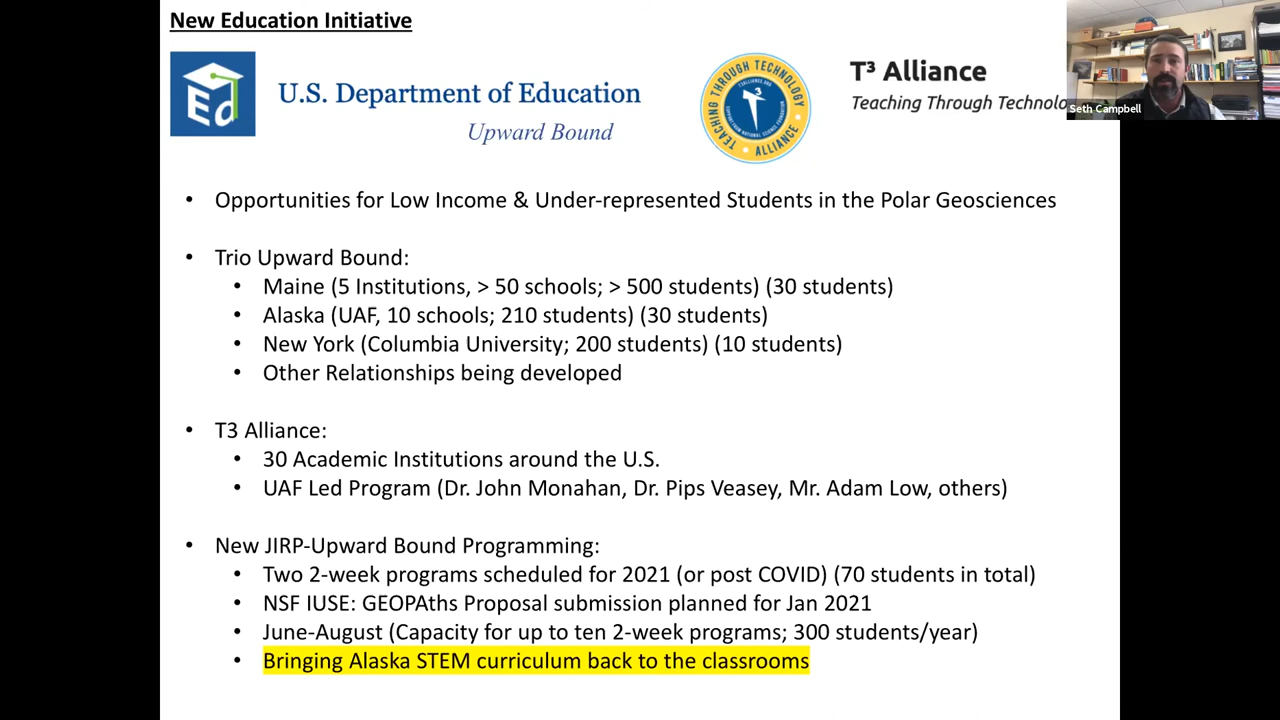 New Education Initiative
Ed
U.S. Department of Education
Upward Bound
TEACHING THROUGH TECHNOLOGY
ALLIANCE
T³ Alliance
Teaching Through Technolo
Seth Campbell
• Opportunities for Low Income & Under-represented Students in the Polar Geosciences
• Trio Upward Bound:
• Maine (5 Institutions, > 50 schools; > 500 students) (30 students)
• Alaska (UAF, 10 schools; 210 students) (30 students)
• New York (Columbia University; 200 students) (10 students)
• Other Relationships being developed
• T3 Alliance:
• 30 Academic Institutions around the U.S.
• UAF Led Program (Dr. John Monahan, Dr. Pips Veasey, Mr. Adam Low, others)
• New JIRP-Upward Bound Programming:
• Two 2-week programs scheduled for 2021 (or post COVID) (70 students in total)
• NSF IUSE: GEOPAths Proposal submission planned for Jan 2021
• June-August (Capacity for up to ten 2-week programs; 300 students/year)
• Bringing Alaska STEM curriculum back to the classrooms